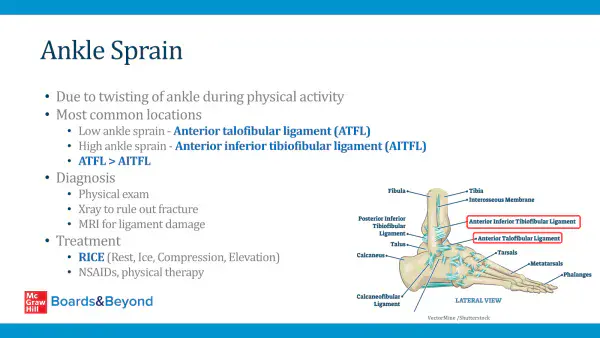 Ankle Sprain
• Due to twisting of ankle during physical activity
• Most common locations
• Low ankle sprain - Anterior talofibular ligament (ATFL)
• High ankle sprain - Anterior inferior tibiofibular ligament (AITFL)
• ATFL > AITFL
• Diagnosis
• Physical exam
• Xray to rule out fracture
• MRI for ligament damage
• Treatment
• RICE (Rest, Ice, Compression, Elevation)
• NSAIDs, physical therapy
Fibula
Tibia
Interosseous Membrane
Posterior Inferior
Tibiofibular
Ligament
Anterior Inferior Tibiofibular Ligament
Talus
Anterior Talofibular Ligament
Calcaneus
Tarsals
Metatarsals
Phalanges
Calcaneofibular
Ligament
LATERAL VIEW
Mc
Graw
Hill
Boards&Beyond
VectorMine /Shutterstock